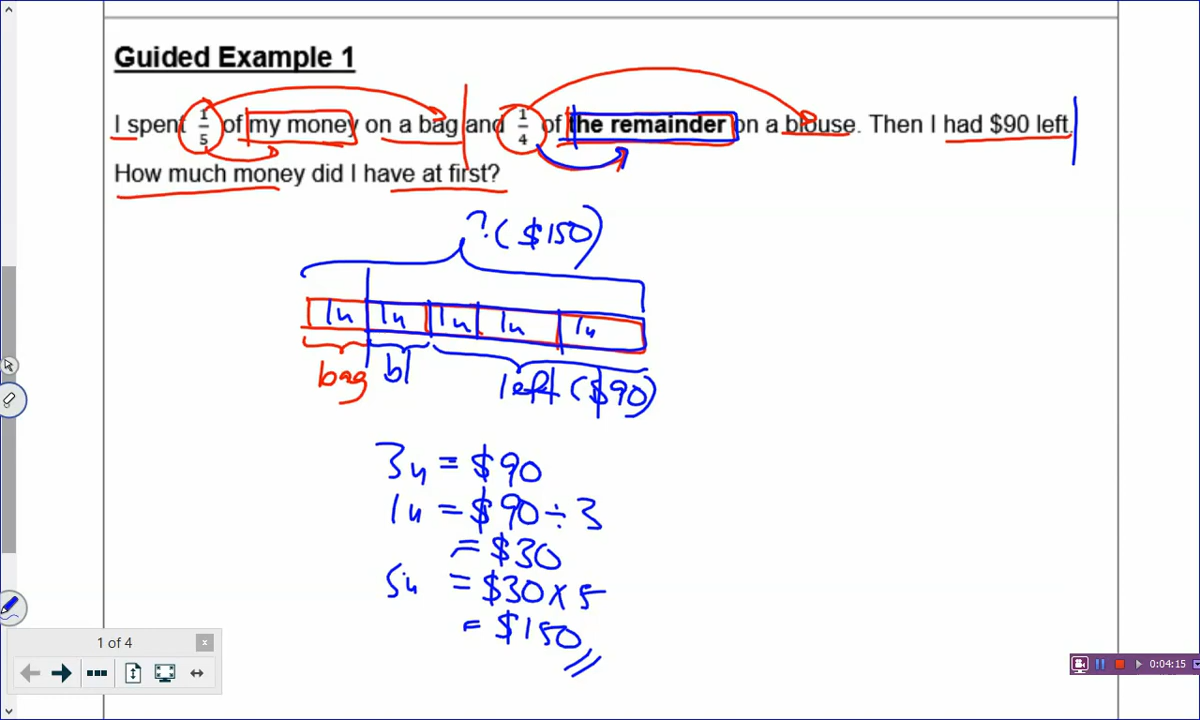 Guided Example 1
I spent 1/5 of my money on a bag and 1/4 of the remainder on a blouse. Then I had $90 left.
How much money did I have at first?
? ($150)
1u 1u 1u 1u 1u
bag bl left ($90)
3u = $90
1u = $90 ÷ 3
= $30
5u = $30 × 5
= $150
1 of 4
0:04:15